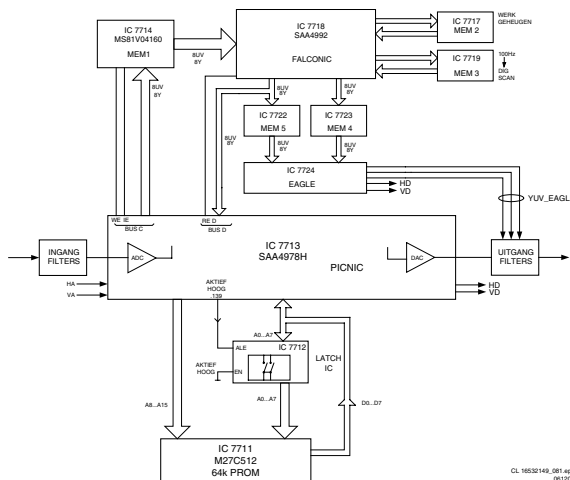 IC 7714
MS81V04160
MEM1
8UV
8Y
IC 7718
SAA4992
FALCONIC
IC 7717
MEM 2
WERK
GEHEUGEN
IC 7719
MEM 3
100Hz
DIG
SCAN
8UV
8Y
8UV
8Y
8UV
8Y
8UV
8Y
IC 7722
MEM 5
IC 7723
MEM 4
8UV
8Y
8UV
8Y
IC 7724
EAGLE
HD
VD
YUV_EAGL
WE IE
BUS C
RE D
BUS D
INGANG
FILTERS
ADC
IC 7713
SAA4978H
PICNIC
DAC
UITGANG
FILTERS
HA
VA
AKTIEF
HOOG
139
HD
VD
A0...A7
IC 7712
ALE
LATCH
IC
AKTIEF
HOOG
EN
A8...A15
A0...A7
D0...D7
IC 7711
M27C512
64k PROM
CL 16532149_081.ep
06120